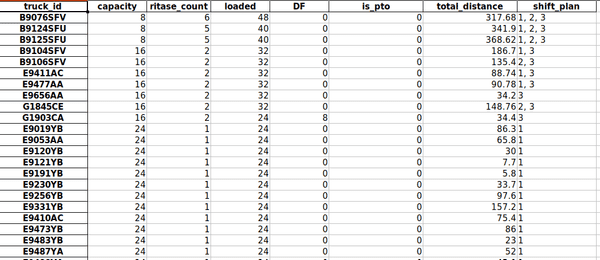 truck_id capacity ritase_count loaded DF is_pto total_distance shift_plan
B9076SFV 8 6 48 0 0 317.68 1, 2, 3
B9124SFU 8 5 40 0 0 341.9 1, 2, 3
B9125SFU 8 5 40 0 0 368.62 1, 2, 3
B9104SFV 16 2 32 0 0 186.7 1, 3
B9106SFV 16 2 32 0 0 135.4 2, 3
E9411AC 16 2 32 0 0 88.74 1, 3
E9477AA 16 2 32 0 0 90.78 1, 3
E9656AA 16 2 32 0 0 34.2 3
G1845CE 16 2 32 0 0 148.76 2, 3
G1903CA 16 2 24 8 0 34.4 3
E9019YB 24 1 24 0 0 86.3 1
E9053AA 24 1 24 0 0 65.8 1
E9120YB 24 1 24 0 0 30 1
E9121YB 24 1 24 0 0 7.7 1
E9191YB 24 1 24 0 0 5.8 1
E9230YB 24 1 24 0 0 33.7 1
E9256YB 24 1 24 0 0 97.6 1
E9331YB 24 1 24 0 0 157.2 1
E9410AC 24 1 24 0 0 75.4 1
E9473YB 24 1 24 0 0 86 1
E9483YB 24 1 24 0 0 23 1
E9487YA 24 1 24 0 0 52 1